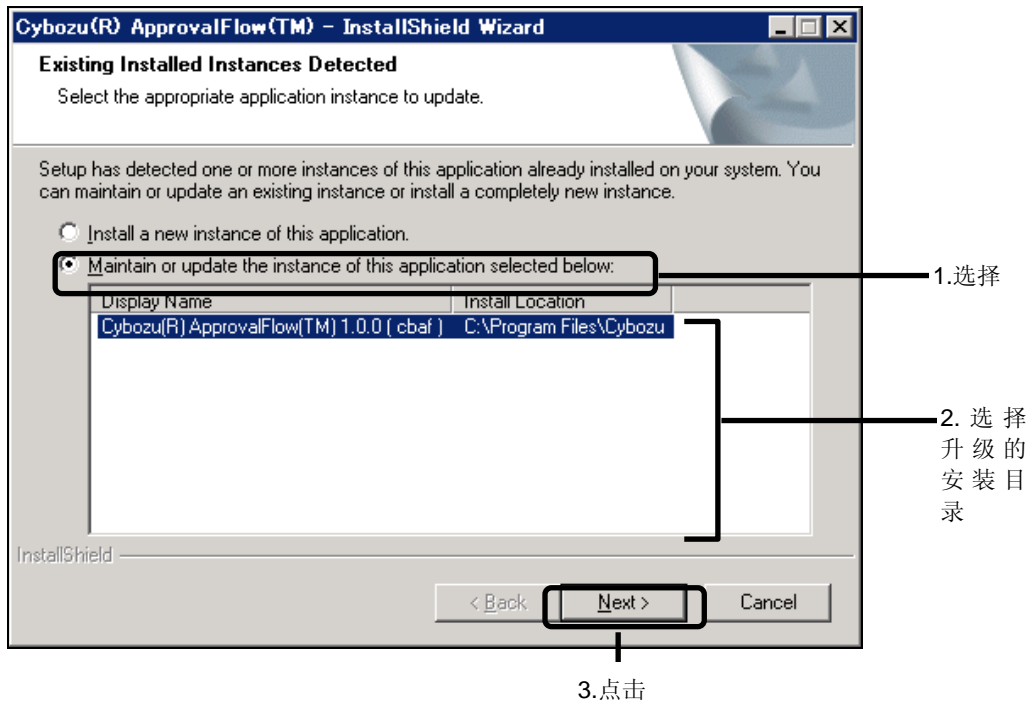 Cybozu(R) ApprovalFlow(TM) - InstallShield Wizard
Existing Installed Instances Detected
Select the appropriate application instance to update.
Setup has detected one or more instances of this application already installed on your system. You
can maintain or update an existing instance or install a completely new instance.
Install a new instance of this application.
Maintain or update the instance of this application selected below:
1.选择
Display Name Install Location
Cybozu(R) ApprovalFlow(TM) 1.0.0 ( cbaf ) C:\Program Files\Cybozu
2. 选 择
升 级 的
安 装 目
录
InstallShield
< Back Next > Cancel
3.点击